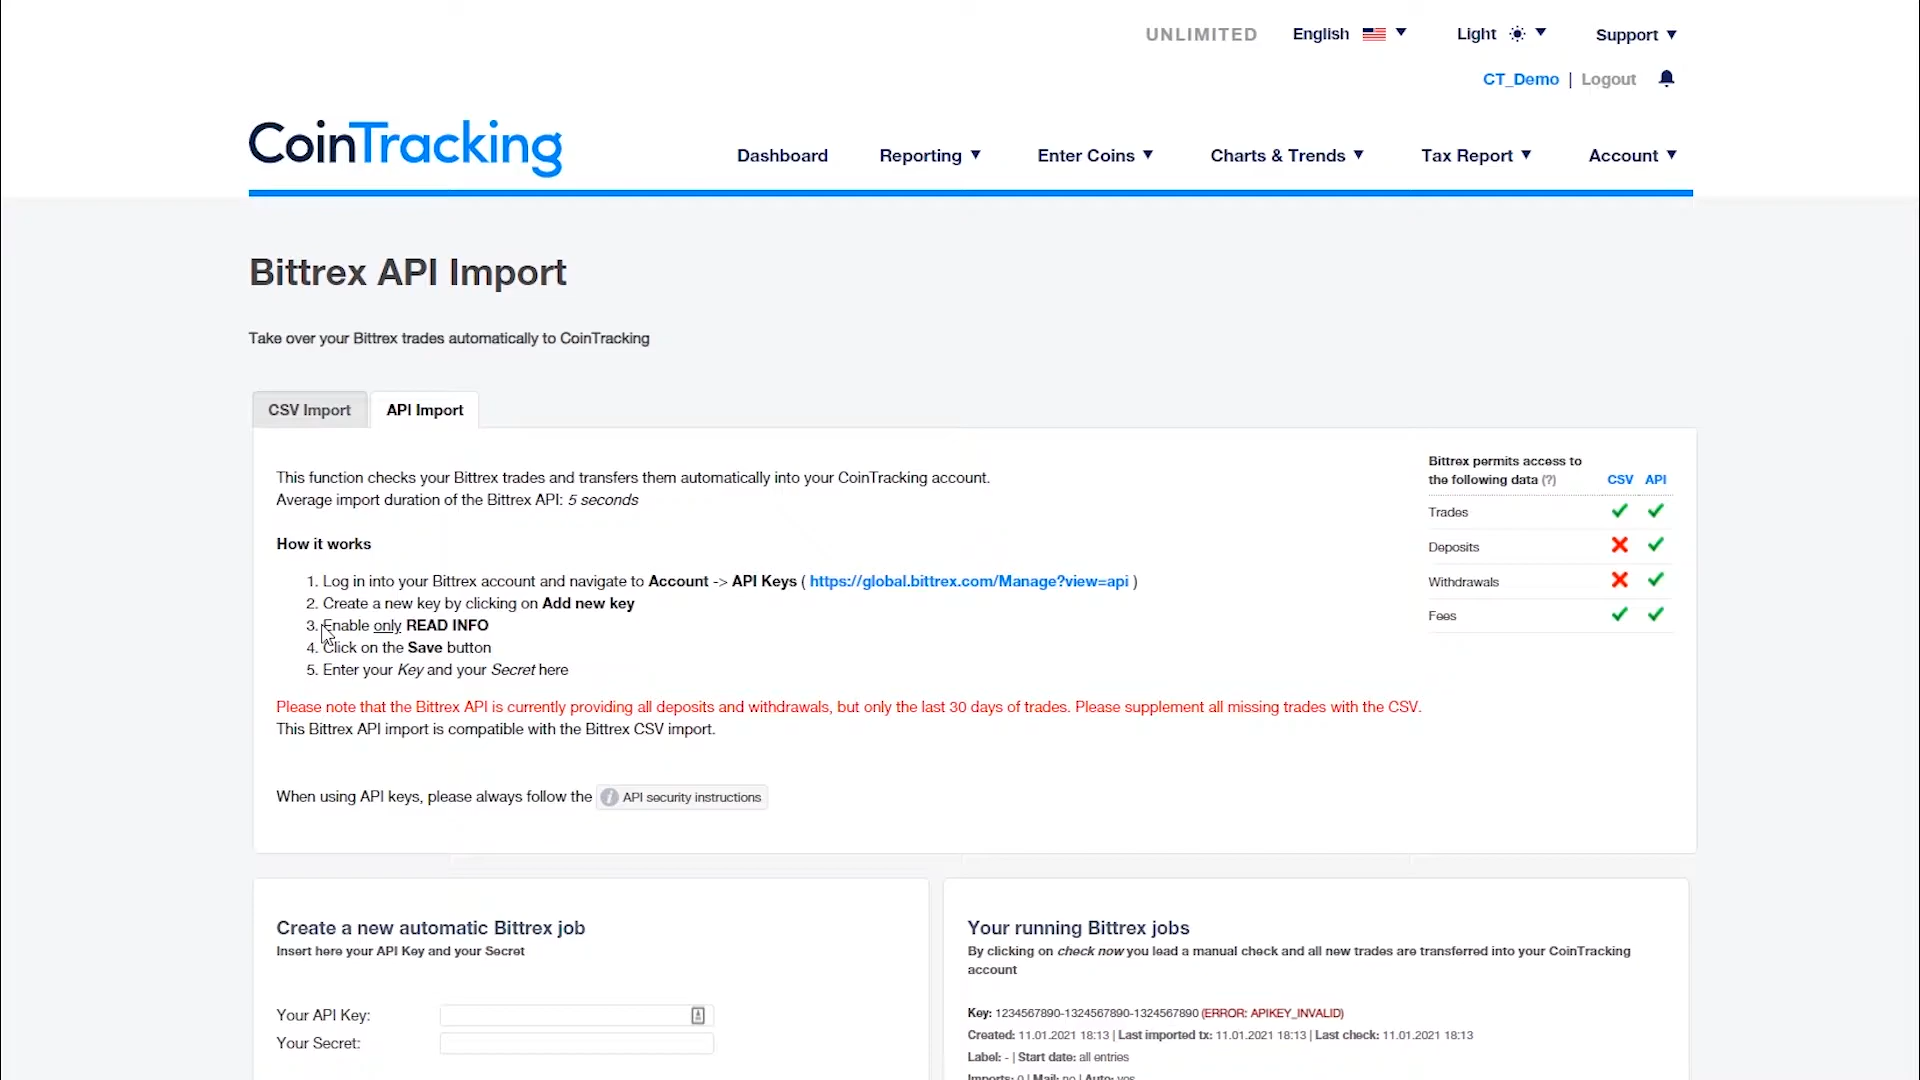 UNLIMITED English Light Support ▼
CT_Demo | Logout
CoinTracking
Dashboard Reporting ▼ Enter Coins ▼ Charts & Trends ▼ Tax Report ▼ Account ▼
Bittrex API Import
Take over your Bittrex trades automatically to CoinTracking
CSV Import API Import
This function checks your Bittrex trades and transfers them automatically into your CoinTracking account.
Average import duration of the Bittrex API: 5 seconds
How it works
1. Log in into your Bittrex account and navigate to Account -> API Keys ( https://global.bittrex.com/Manage?view=api )
2. Create a new key by clicking on Add new key
3. Enable only READ INFO
4. Click on the Save button
5. Enter your Key and your Secret here
Please note that the Bittrex API is currently providing all deposits and withdrawals, but only the last 30 days of trades. Please supplement all missing trades with the CSV.
This Bittrex API import is compatible with the Bittrex CSV import.
When using API keys, please always follow the API security instructions
Bittrex permits access to
the following data (?) CSV API
Trades
Deposits
Withdrawals
Fees
Create a new automatic Bittrex job
Insert here your API Key and your Secret
Your API Key:
Your Secret:
Your running Bittrex jobs
By clicking on check now you lead a manual check and all new trades are transferred into your CoinTracking
account
Key: 1234567890-1324567890-1324567890 (ERROR: APIKEY_INVALID)
Created: 11.01.2021 18:13 | Last imported tx: 11.01.2021 18:13 | Last check: 11.01.2021 18:13
Label: - | Start date: all entries
Imports: 0 | Mail: no | Auto: yes